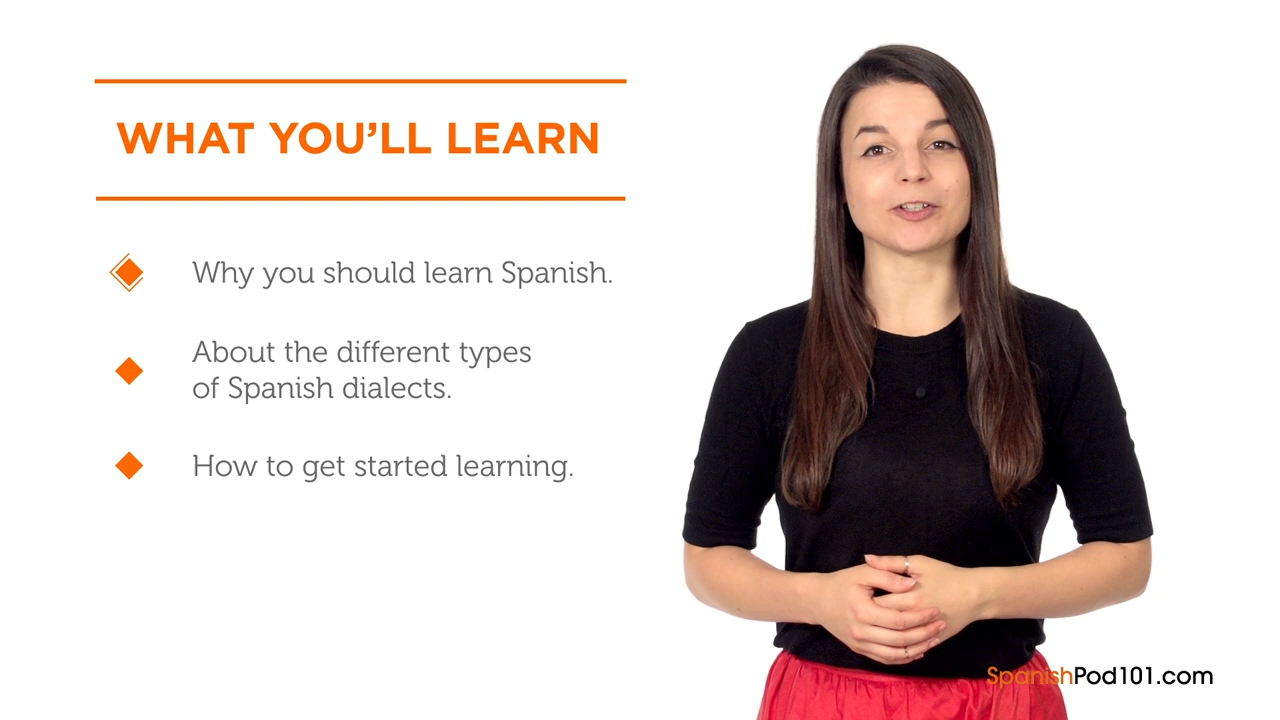 WHAT YOU’LL LEARN
Why you should learn Spanish.
About the different types
of Spanish dialects.
How to get started learning.
SpanishPod101.com